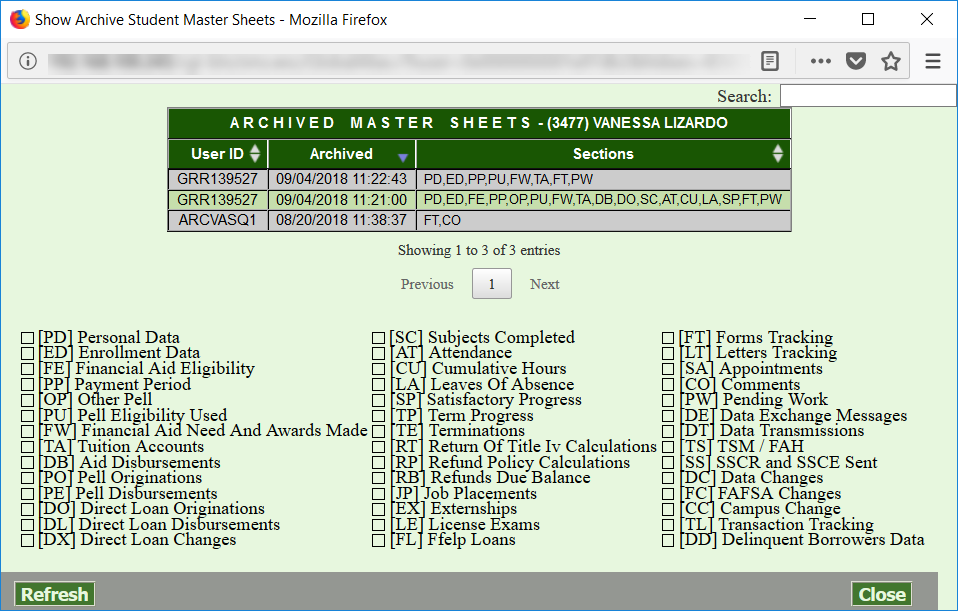 Show Archive Student Master Sheets - Mozilla Firefox
Search:
ARCHIVED MASTER SHEETS - (3477) VANESSA LIZARDO
User ID Archived Sections
GRR139527 09/04/2018 11:22:43 PD,ED,PP,PU,FW,TA,FT,PW
GRR139527 09/04/2018 11:21:00 PD,ED,FE,PP,OP,PU,FW,TA,DB,DO,SC,AT,CU,LA,SP,FT,PW
ARCVASQ1 08/20/2018 11:38:37 FT,CO
Showing 1 to 3 of 3 entries
Previous 1 Next
[PD] Personal Data [SC] Subjects Completed [FT] Forms Tracking
[ED] Enrollment Data [AT] Attendance [LT] Letters Tracking
[FE] Financial Aid Eligibility [CU] Cumulative Hours [SA] Appointments
[PP] Payment Period [LA] Leaves Of Absence [CO] Comments
[OP] Other Pell [SP] Satisfactory Progress [PW] Pending Work
[PU] Pell Eligibility Used [TP] Term Progress [DE] Data Exchange Messages
[FW] Financial Aid Need And Awards Made [TE] Terminations [DT] Data Transmissions
[TA] Tuition Accounts [RT] Return Of Title Iv Calculations [TS] TSM / FAH
[DB] Aid Disbursements [RP] Refund Policy Calculations [SS] SSCR and SSCE Sent
[PO] Pell Originations [RB] Refunds Due Balance [DC] Data Changes
[PE] Pell Disbursements [JP] Job Placements [FC] FAFSA Changes
[DO] Direct Loan Originations [EX] Externships [CC] Campus Change
[DL] Direct Loan Disbursements [LE] License Exams [TL] Transaction Tracking
[DX] Direct Loan Changes [FL] Ffelp Loans [DD] Delinquent Borrowers Data
Refresh Close